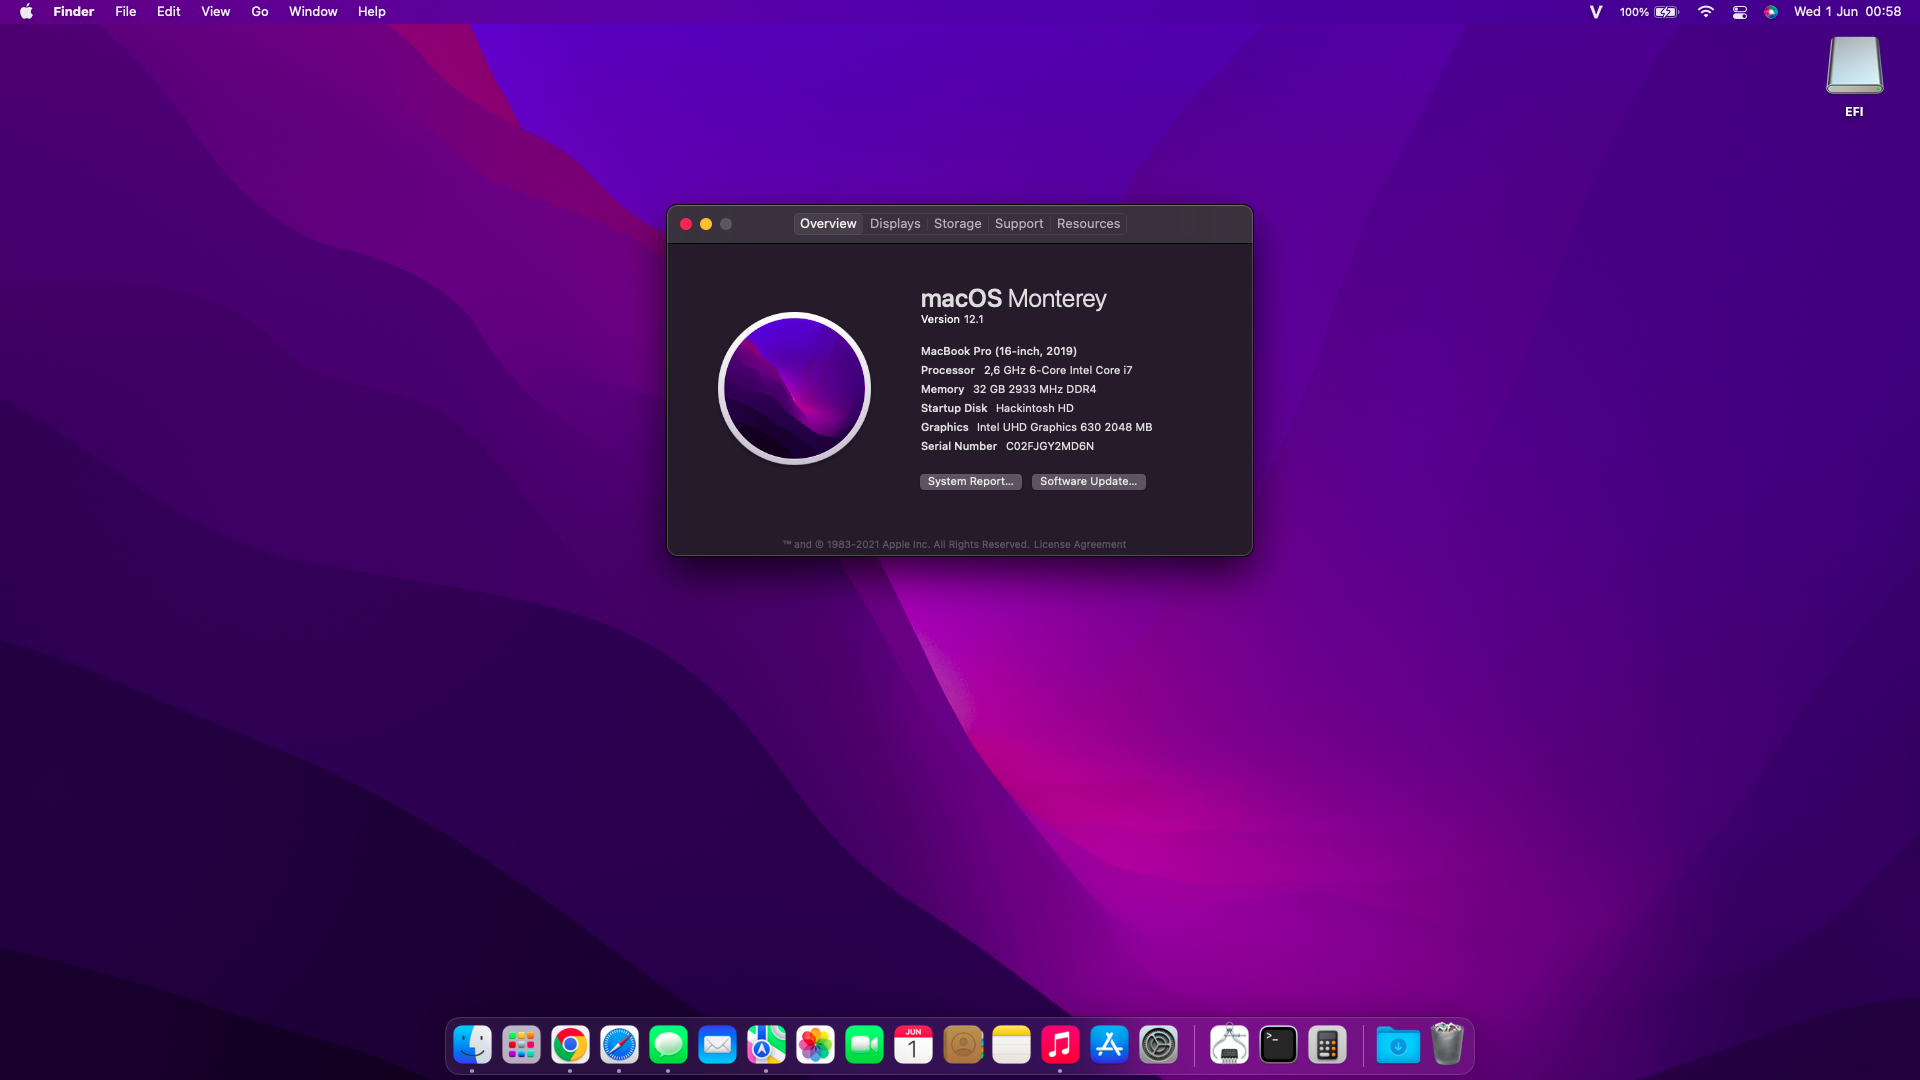 Finder File Edit View Go Window Help
V 100% Wed 1 Jun 00:58
EFI
Overview Displays Storage Support Resources
macOS Monterey
Version 12.1
MacBook Pro (16-inch, 2019)
Processor 2,6 GHz 6-Core Intel Core i7
Memory 32 GB 2933 MHz DDR4
Startup Disk Hackintosh HD
Graphics Intel UHD Graphics 630 2048 MB
Serial Number C02FJGY2MD6N
System Report... Software Update...
™ and © 1983-2021 Apple Inc. All Rights Reserved. License Agreement
JUN
1
>_